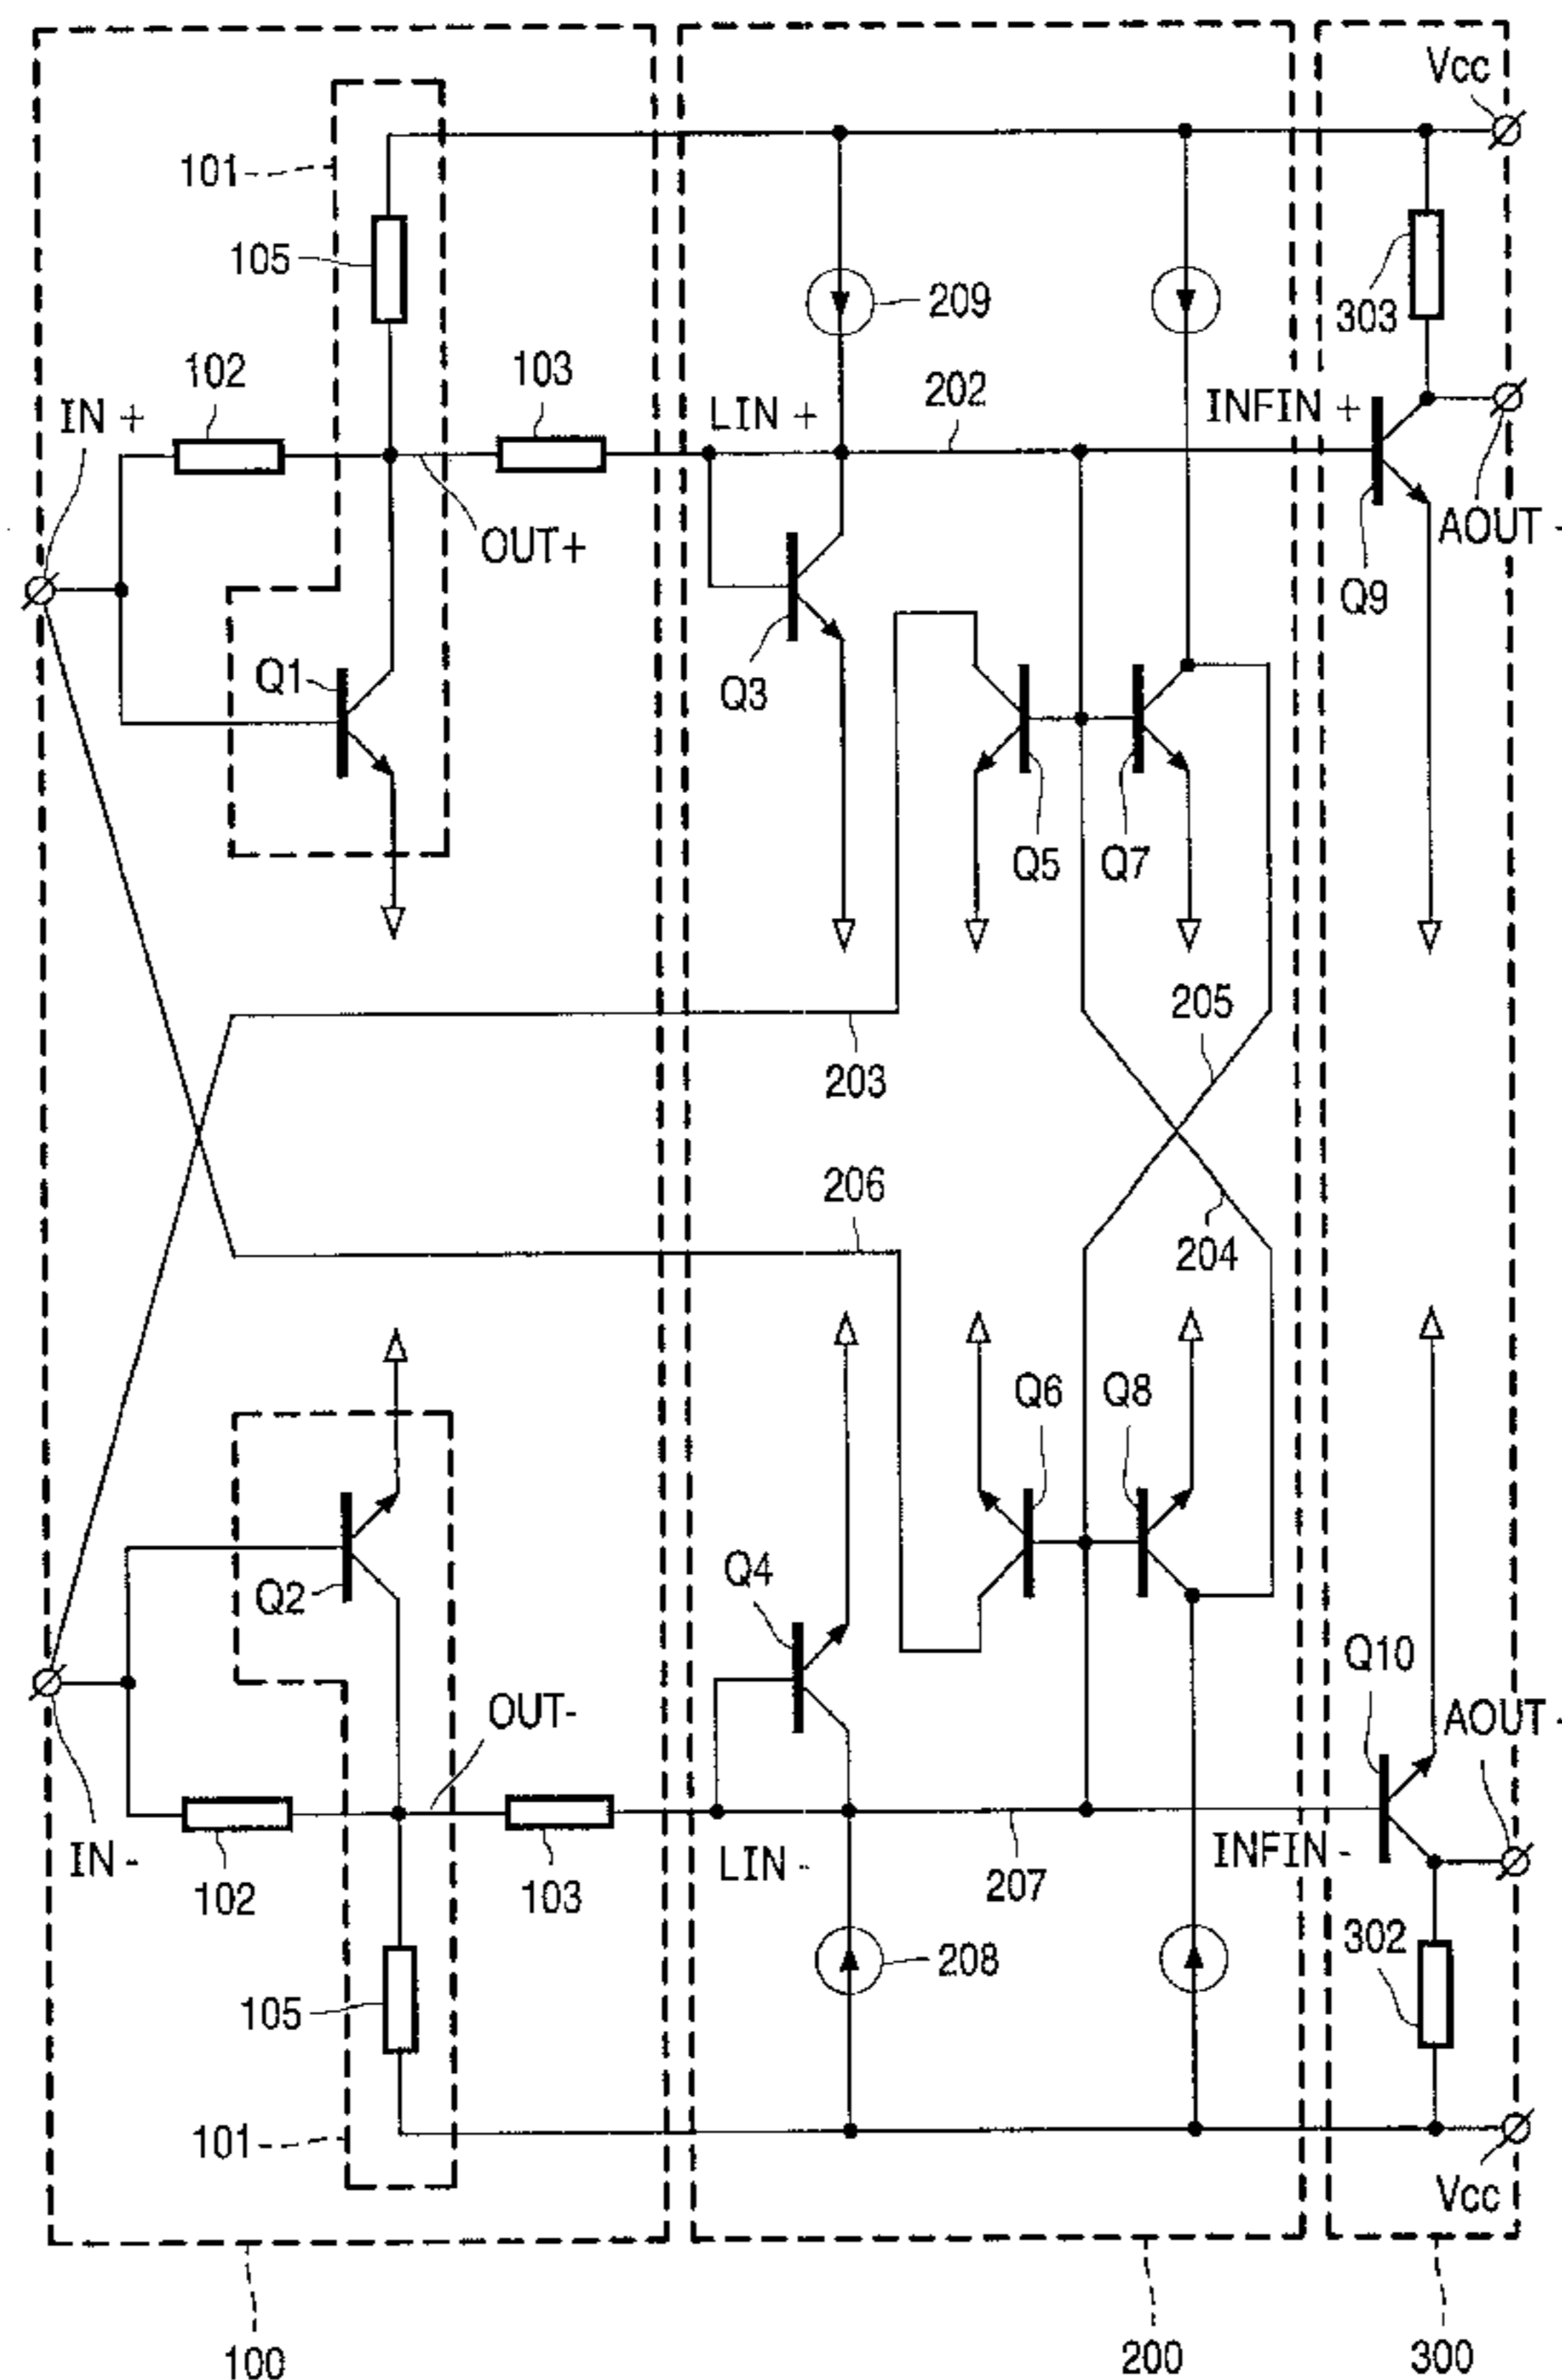 Vcc
101
105
209
303
102
103
IN +
LIN +
202
INFIN +
OUT+
AOUT -
Q9
Q1
Q3
Q5
Q7
205
203
206
204
Q6
Q8
Q4
Q2
Q10
OUT-
AOUT -
IN -
102
103
LIN -
207
INFIN -
208
302
105
101
Vcc
100
200
300